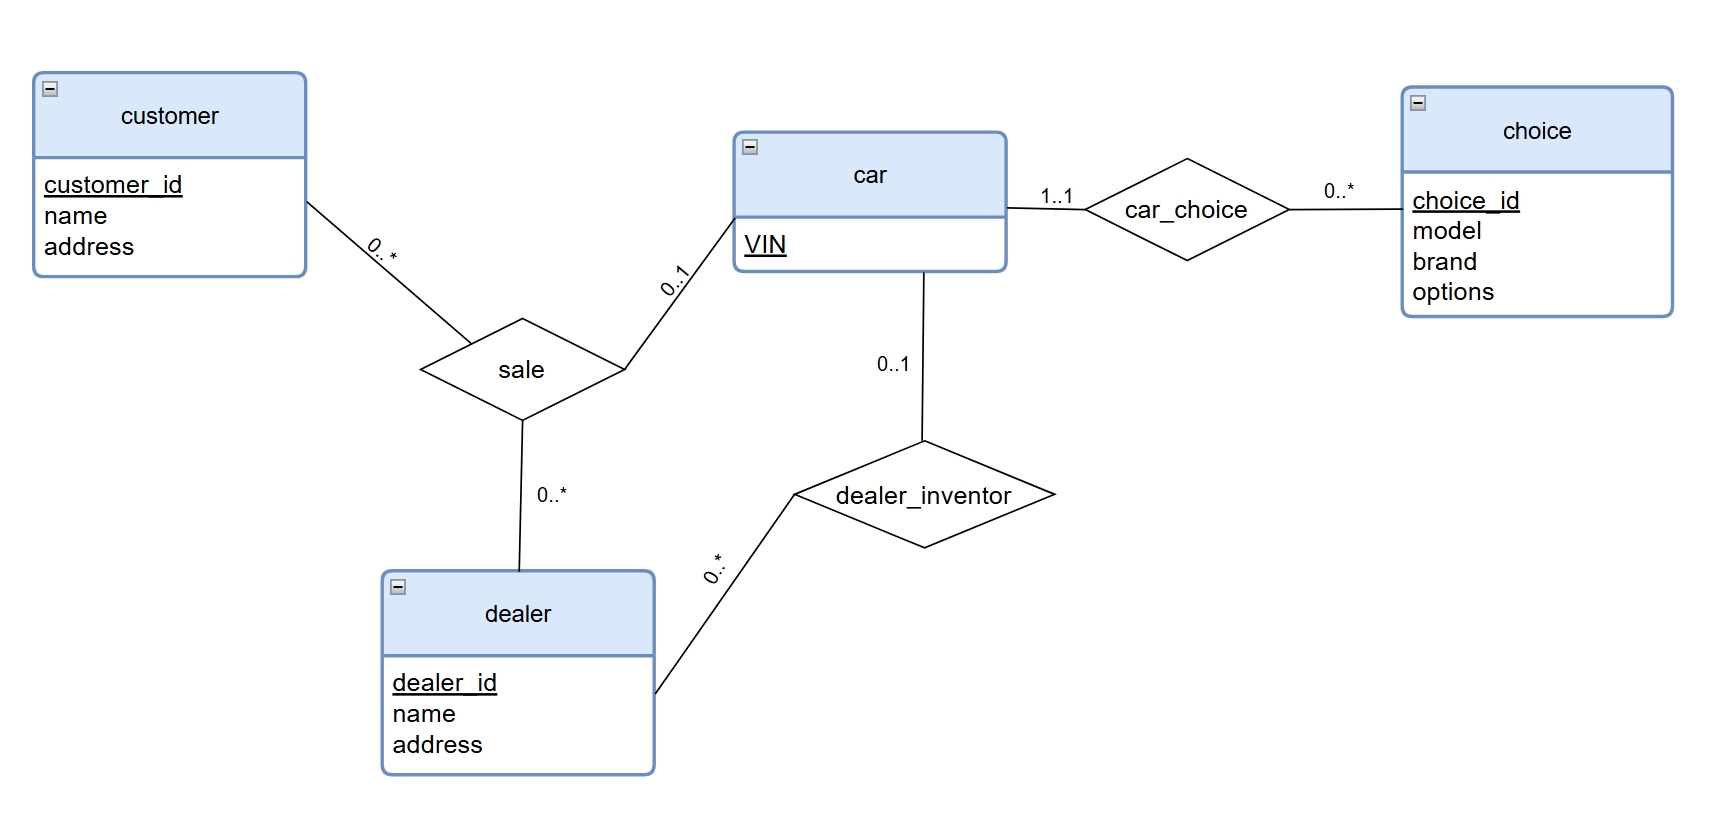 customer
customer_id
name
address
0.. *
sale
0..1
0..*
car
VIN
1..1
car_choice
0..*
choice
choice_id
model
brand
options
0..1
dealer_inventor
0..*
dealer
dealer_id
name
address